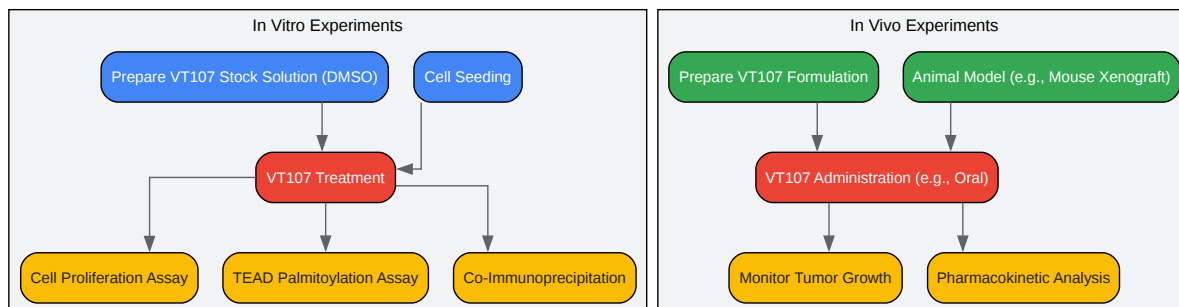 In Vitro Experiments
Prepare VT107 Stock Solution (DMSO)
Cell Seeding
VT107 Treatment
Cell Proliferation Assay
TEAD Palmitoylation Assay
Co-Immunoprecipitation
In Vivo Experiments
Prepare VT107 Formulation
Animal Model (e.g., Mouse Xenograft)
VT107 Administration (e.g., Oral)
Monitor Tumor Growth
Pharmacokinetic Analysis